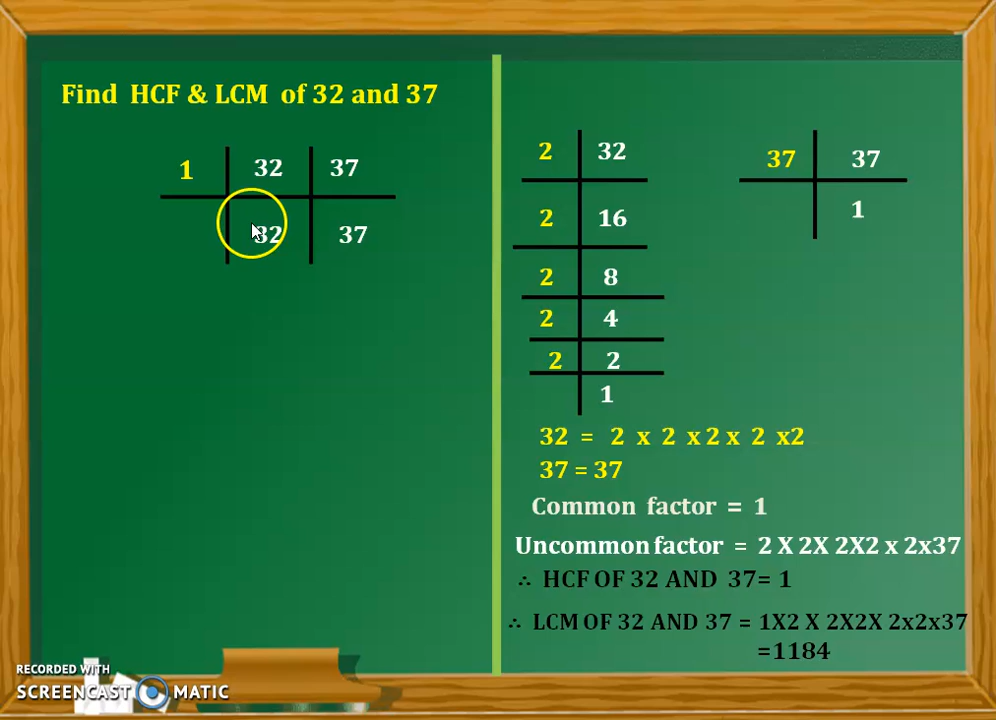 Find HCF & LCM of 32 and 37
1 32 37
32 37
2 32
2 16
2 8
2 4
2 2
1
37 37
1
32 = 2 x 2 x 2 x 2 x2
37 = 37
Common factor = 1
Uncommon factor = 2 X 2X 2X2 x 2x37
∴ HCF OF 32 AND 37= 1
∴ LCM OF 32 AND 37 = 1X2 X 2X2X 2x2x37
=1184
RECORDED WITH
SCREENCAST MATIC